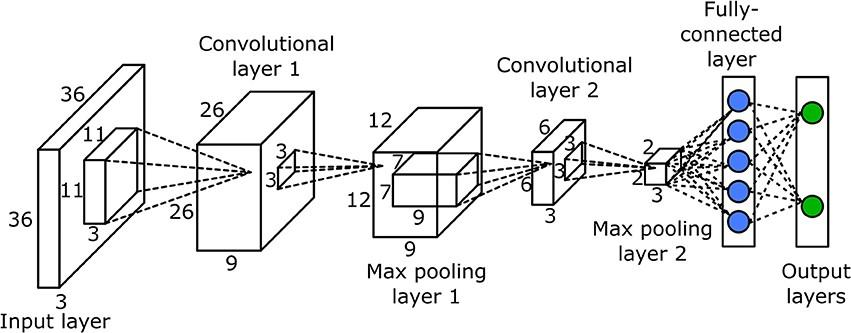 36
11
11
36
3
3
Input layer
Convolutional
layer 1
26
3
3
26
9
12
7
7
12
9
9
Max pooling
layer 1
Convolutional
layer 2
6
3
3
6
3
2
2
3
Max pooling
layer 2
Fully-
connected
layer
Output
layers